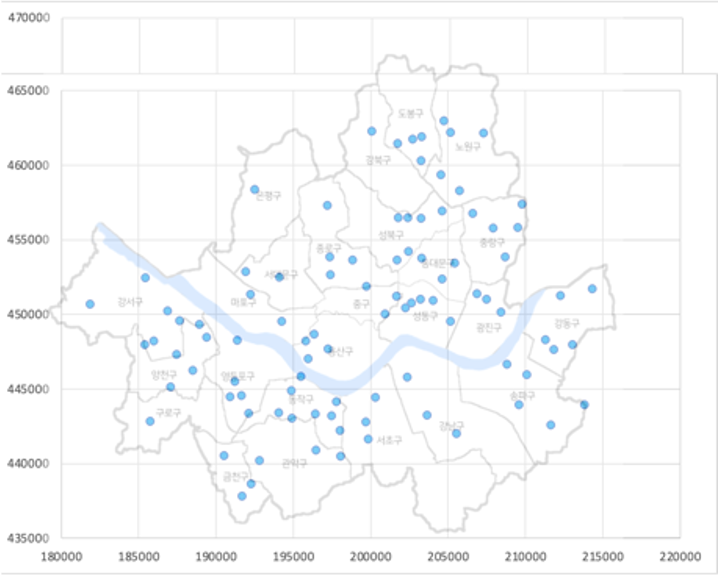 470000
465000
460000
455000
450000
445000
440000
435000
180000 185000 190000 195000 200000 205000 210000 215000 220000
도봉구
노원구
강북구
은평구
성북구
중랑구
종로구
서대문구
동대문구
강서구
마포구
중구
성동구
광진구
강동구
용산구
양천구
영등포구
동작구
송파구
구로구
서초구
강남구
금천구
관악구